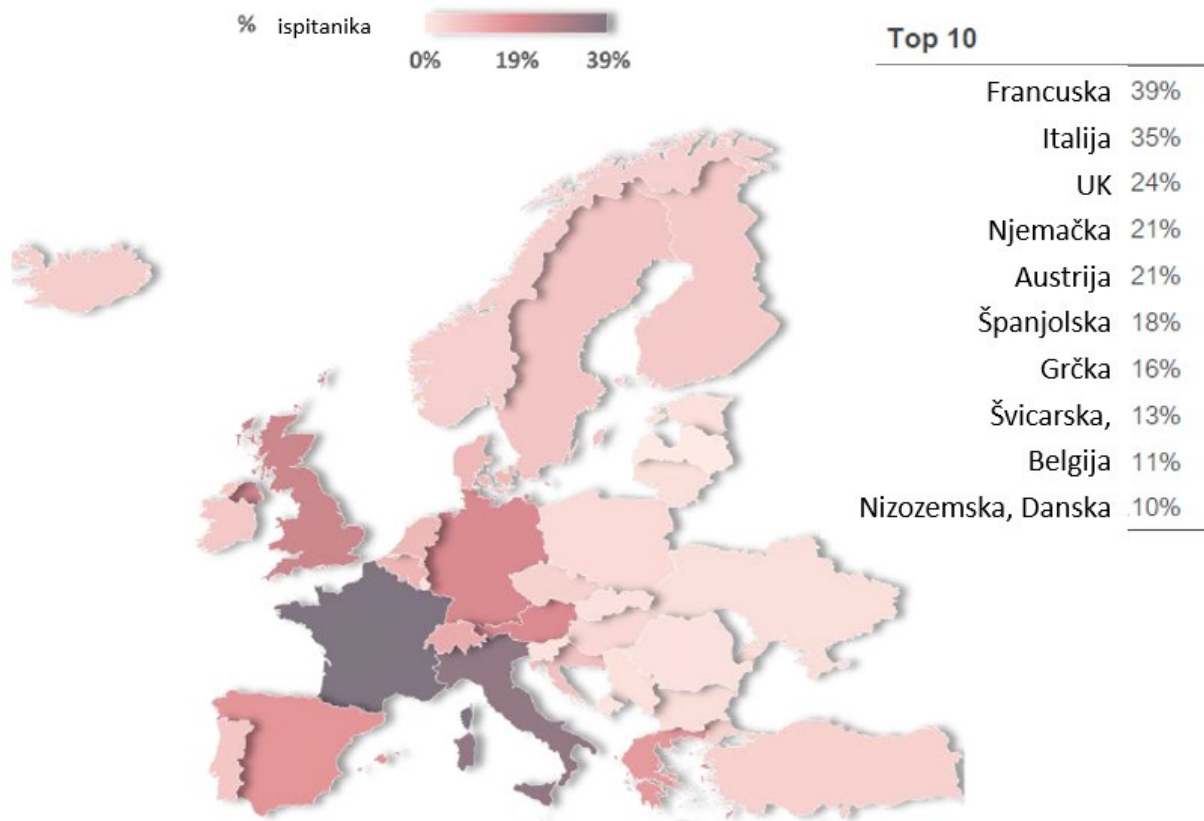 % ispitanika
0% 19% 39%
Top 10
Francuska 39%
Italija 35%
UK 24%
Njemačka 21%
Austrija 21%
Španjolska 18%
Grčka 16%
Švicarska, 13%
Belgija 11%
Nizozemska, Danska 10%